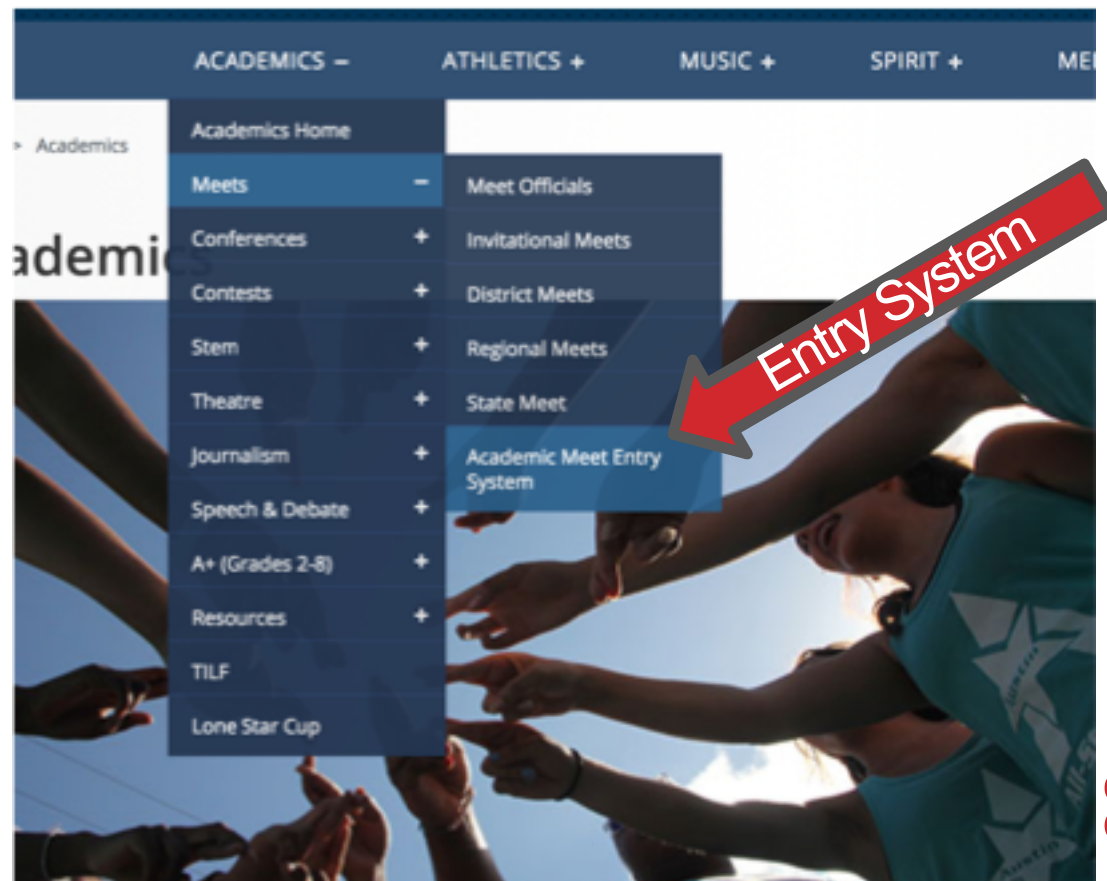 ACADEMICS –
ATHLETICS +
MUSIC +
SPIRIT +
> Academics
Academics Home
Meets –
Conferences +
Contests +
Stem +
Theatre +
Journalism +
Speech & Debate +
A+ (Grades 2-8) +
Resources +
TILF
Lone Star Cup
Meet Officials
Invitational Meets
District Meets
Regional Meets
State Meet
Academic Meet Entry
System
Entry System
ademics
Austin
Austin